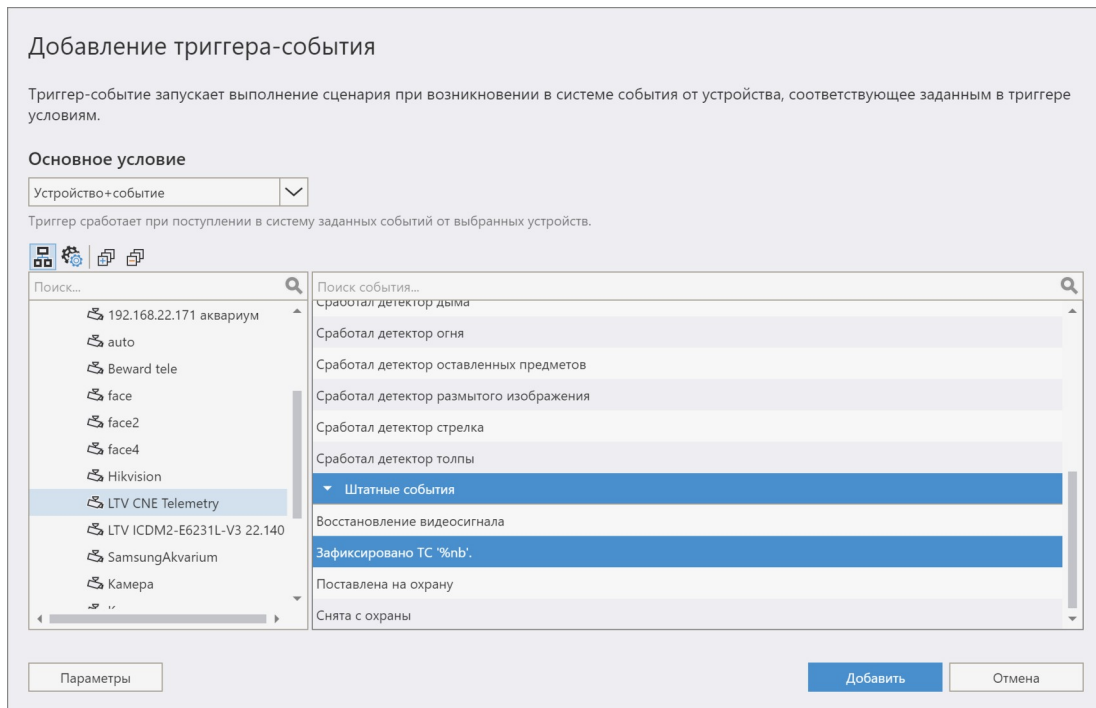 Добавление триггера-события
Триггер-событие запускает выполнение сценария при возникновении в системе события от устройства, соответствующее заданным в триггере
условиям.
Основное условие
Устройство+событие
Триггер сработает при поступлении в систему заданных событий от выбранных устройств.
Поиск...
192.168.22.171 аквариум
auto
Beward tele
face
face2
face4
Hikvision
LTV CNE Telemetry
LTV ICDM2-E6231L-V3 22.140
SamsungAkvarium
Камера
Поиск события...
Сработал детектор дыма
Сработал детектор огня
Сработал детектор оставленных предметов
Сработал детектор размытого изображения
Сработал детектор стрелка
Сработал детектор толпы
Штатные события
Восстановление видеосигнала
Зафиксировано ТС '%nb'.
Поставлена на охрану
Снята с охраны
Параметры
Добавить
Отмена